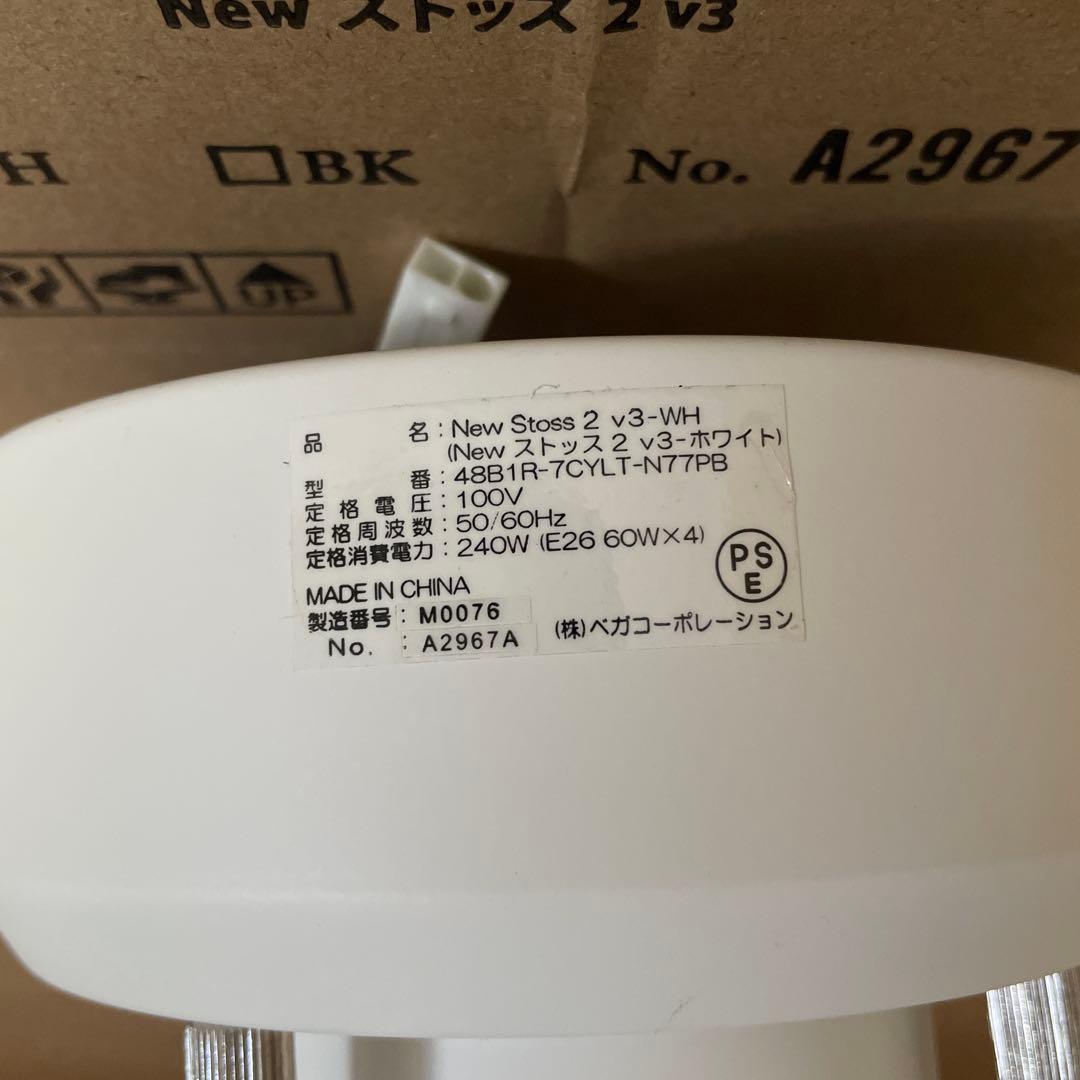 New ストッス 2 v3
H □BK No. A2967
UP
品 名：New Stoss 2 v3-WH
(New ストッス 2 v3-ホワイト)
型 番：48B1R-7CYLT-N77PB
定格電圧：100V
定格周波数：50/60Hz
定格消費電力：240W (E26 60W×4)
PS
E
MADE IN CHINA
製造番号：M0076
No. : A2967A
(株)ベガコーポレーション